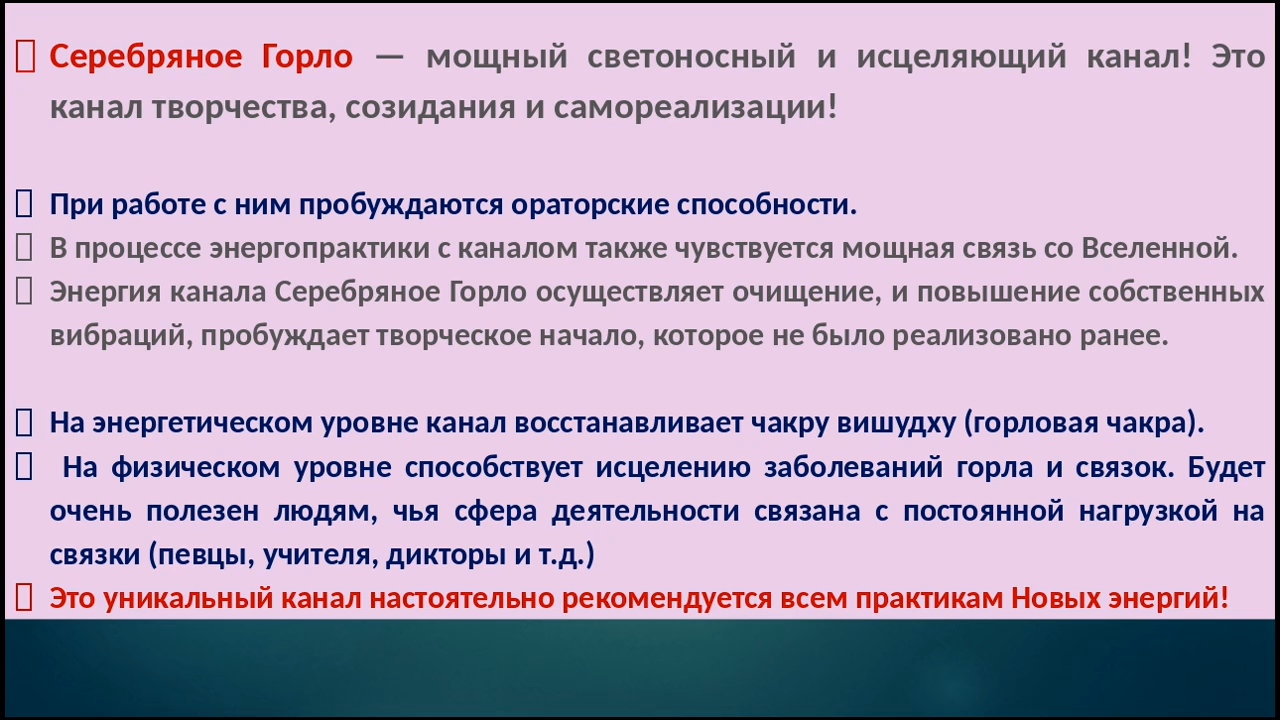 Серебряное Горло — мощный светоносный и исцеляющий канал! Это
канал творчества, созидания и самореализации!
При работе с ним пробуждаются ораторские способности.
В процессе энергопрактики с каналом также чувствуется мощная связь со Вселенной.
Энергия канала Серебряное Горло осуществляет очищение, и повышение собственных
вибраций, пробуждает творческое начало, которое не было реализовано ранее.
На энергетическом уровне канал восстанавливает чакру вишудху (горловая чакра).
На физическом уровне способствует исцелению заболеваний горла и связок. Будет
очень полезен людям, чья сфера деятельности связана с постоянной нагрузкой на
связки (певцы, учителя, дикторы и т.д.)
Это уникальный канал настоятельно рекомендуется всем практикам Новых энергий!